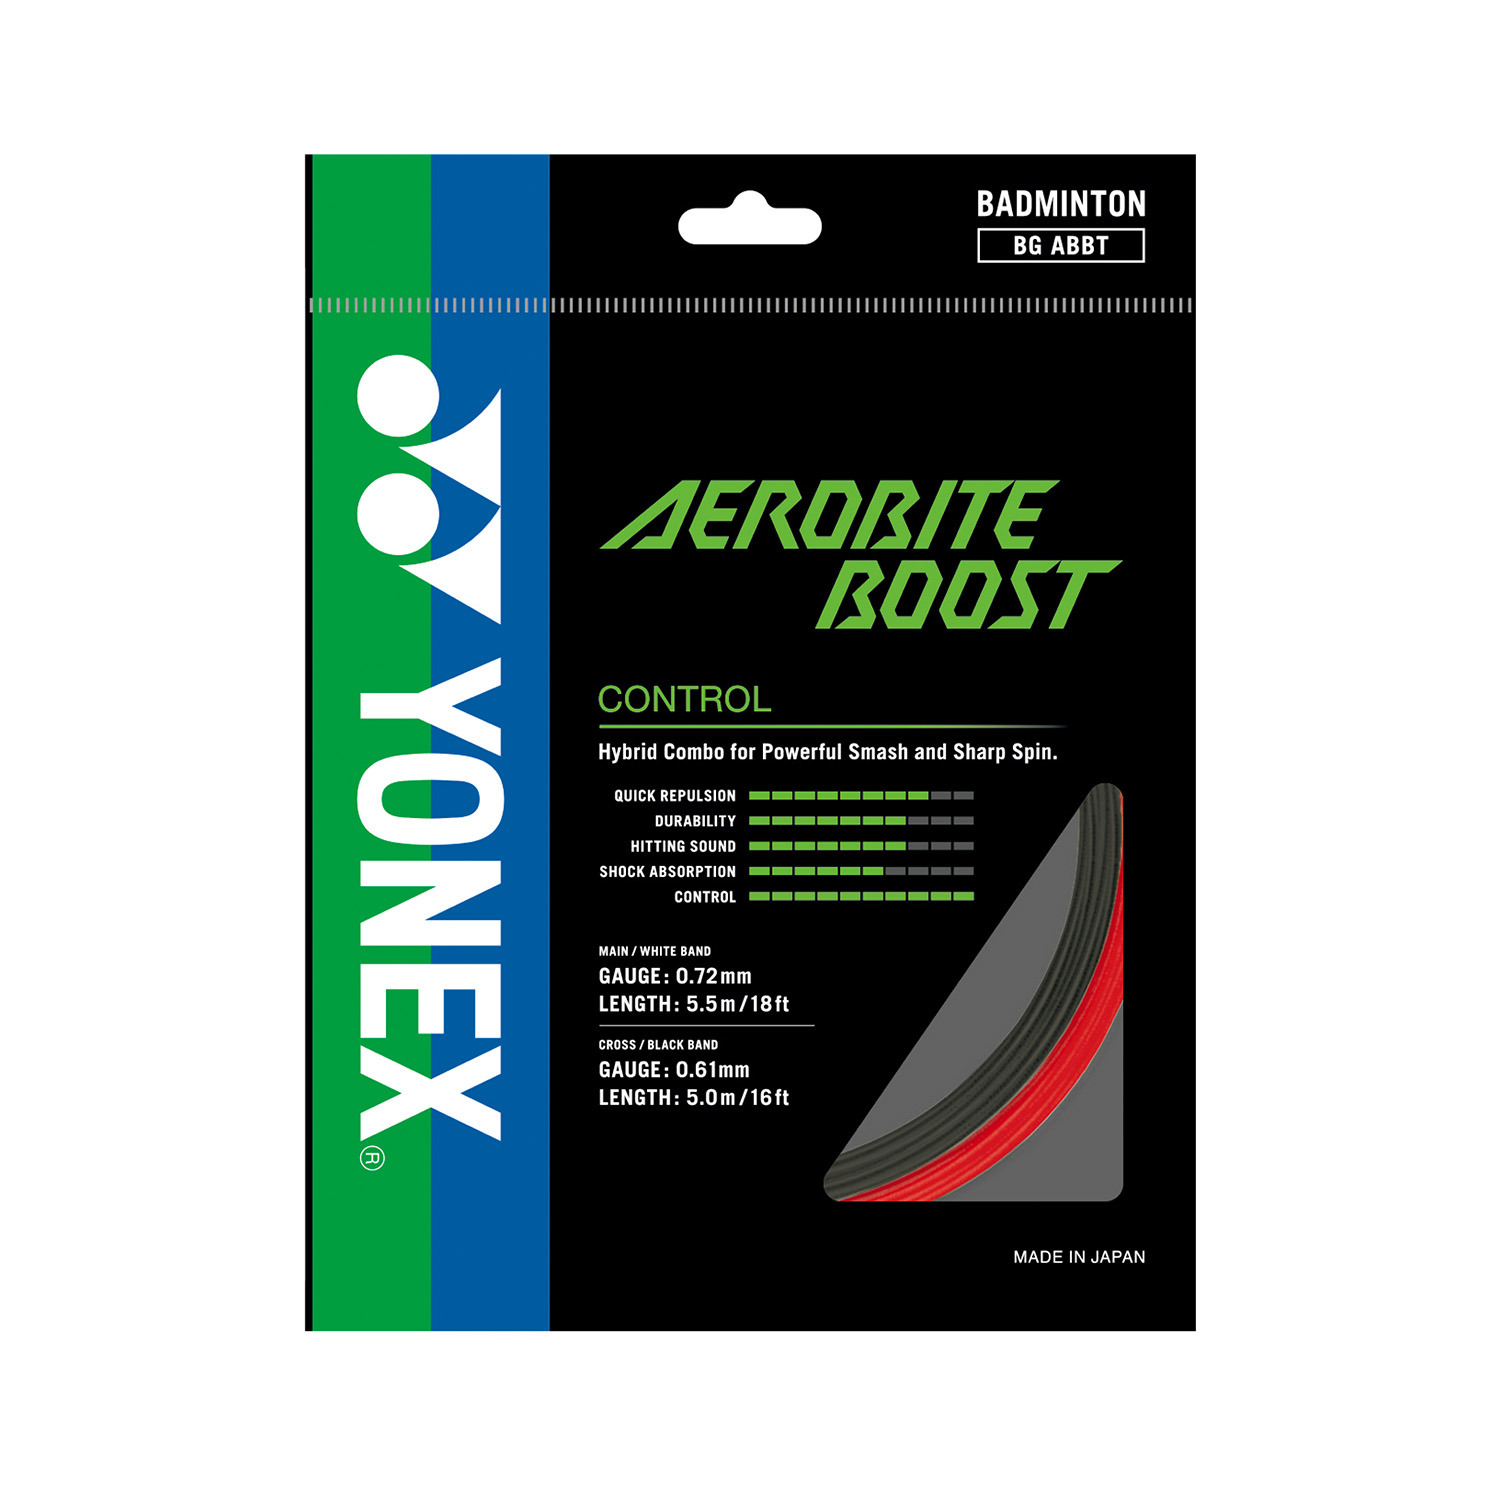 BADMINTON
BG ABBT
YONEX®
AEROBITE
BOOST
CONTROL
Hybrid Combo for Powerful Smash and Sharp Spin.
QUICK REPULSION
DURABILITY
HITTING SOUND
SHOCK ABSORPTION
CONTROL
MAIN / WHITE BAND
GAUGE: 0.72mm
LENGTH: 5.5m/18ft
CROSS / BLACK BAND
GAUGE: 0.61mm
LENGTH: 5.0m/16ft
MADE IN JAPAN